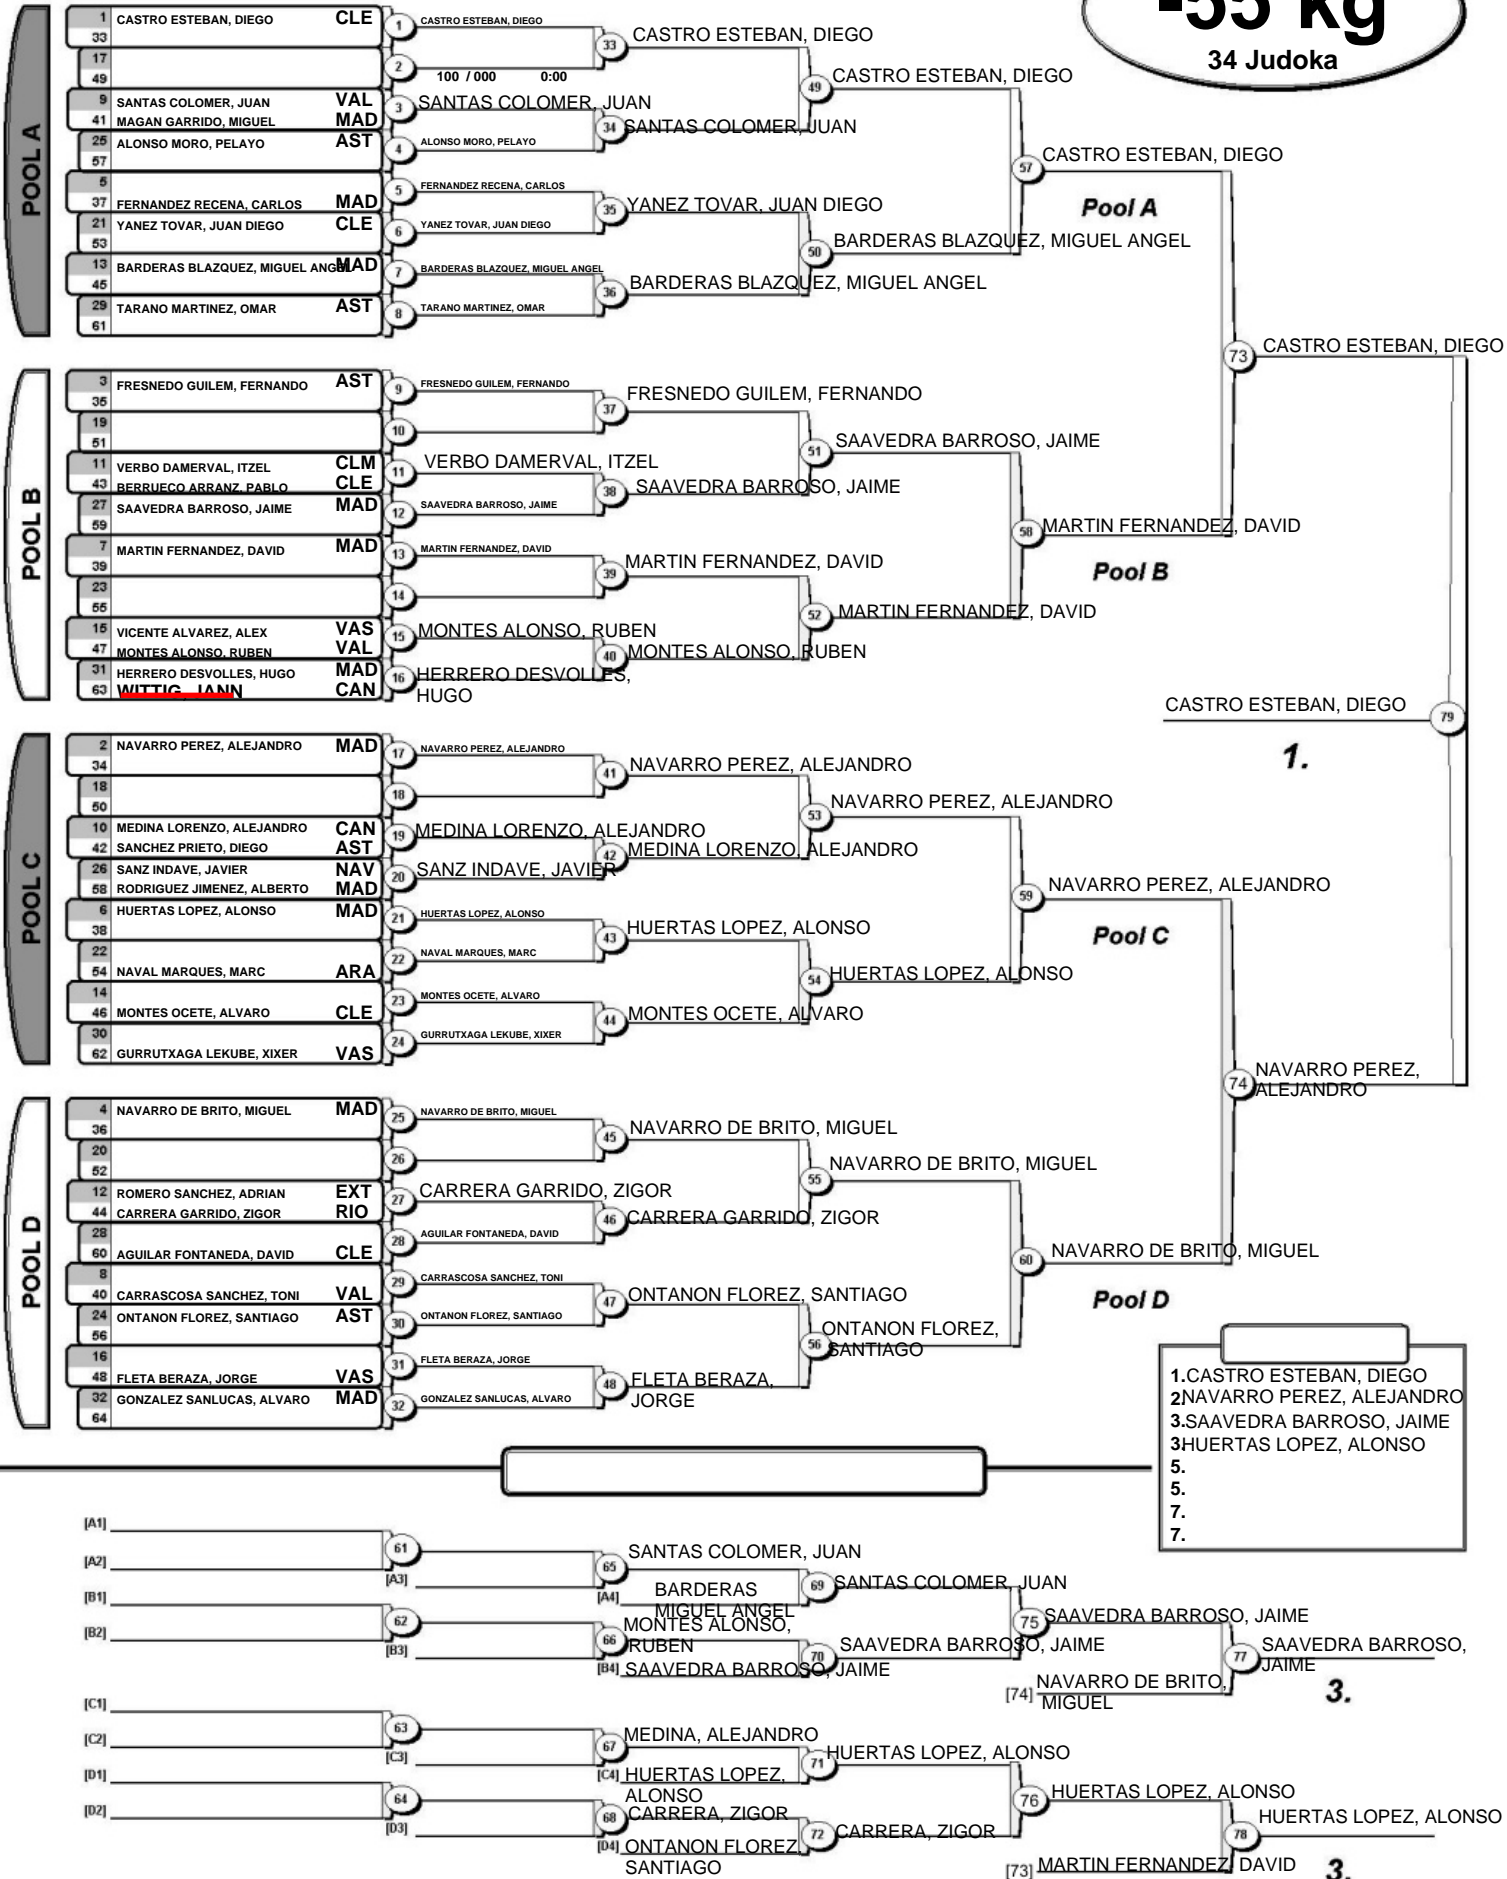 -55 kg
34 Judoka
POOL A
1 CASTRO ESTEBAN, DIEGO CLE
33
17
49
9 SANTAS COLOMER, JUAN VAL
41 MAGAN GARRIDO, MIGUEL MAD
25 ALONSO MORO, PELAYO AST
57
5
37 FERNANDEZ RECENA, CARLOS MAD
21 YANEZ TOVAR, JUAN DIEGO CLE
53
13 BARDERAS BLAZQUEZ, MIGUEL ANGEL MAD
45
29 TARANO MARTINEZ, OMAR AST
61
1 CASTRO ESTEBAN, DIEGO
2
100 / 000 0:00
3 SANTAS COLOMER, JUAN
4 ALONSO MORO, PELAYO
5 FERNANDEZ RECENA, CARLOS
6 YANEZ TOVAR, JUAN DIEGO
7 BARDERAS BLAZQUEZ, MIGUEL ANGEL
8 TARANO MARTINEZ, OMAR
33 CASTRO ESTEBAN, DIEGO
34 SANTAS COLOMER, JUAN
35 YANEZ TOVAR, JUAN DIEGO
36 BARDERAS BLAZQUEZ, MIGUEL ANGEL
49 CASTRO ESTEBAN, DIEGO
50 BARDERAS BLAZQUEZ, MIGUEL ANGEL
57 CASTRO ESTEBAN, DIEGO
Pool A
POOL B
3 FRESNEDO GUILEM, FERNANDO AST
35
19
51
11 VERBO DAMERVAL, ITZEL CLM
43 BERRUECO ARRANZ, PABLO CLE
27 SAAVEDRA BARROSO, JAIME MAD
59
7 MARTIN FERNANDEZ, DAVID MAD
39
23
55
15 VICENTE ALVAREZ, ALEX VAS
47 MONTES ALONSO, RUBEN VAL
31 HERRERO DESVOLLES, HUGO MAD
63 WITTIG, JANN CAN
9 FRESNEDO GUILEM, FERNANDO
10
11 VERBO DAMERVAL, ITZEL
12 SAAVEDRA BARROSO, JAIME
13 MARTIN FERNANDEZ, DAVID
14
15 MONTES ALONSO, RUBEN
16 HERRERO DESVOLLES,
HUGO
37 FRESNEDO GUILEM, FERNANDO
38 SAAVEDRA BARROSO, JAIME
39 MARTIN FERNANDEZ, DAVID
40 MONTES ALONSO, RUBEN
51 SAAVEDRA BARROSO, JAIME
52 MARTIN FERNANDEZ, DAVID
58 MARTIN FERNANDEZ, DAVID
Pool B
73 CASTRO ESTEBAN, DIEGO
CASTRO ESTEBAN, DIEGO 79
1.
POOL C
2 NAVARRO PEREZ, ALEJANDRO MAD
34
18
50
10 MEDINA LORENZO, ALEJANDRO CAN
42 SANCHEZ PRIETO, DIEGO AST
26 SANZ INDAVE, JAVIER NAV
58 RODRIGUEZ JIMENEZ, ALBERTO MAD
6 HUERTAS LOPEZ, ALONSO MAD
38
22
54 NAVAL MARQUES, MARC ARA
14
46 MONTES OCETE, ALVARO CLE
30
62 GURRUTXAGA LEKUBE, XIXER VAS
17 NAVARRO PEREZ, ALEJANDRO
18
19 MEDINA LORENZO, ALEJANDRO
20 SANZ INDAVE, JAVIER
21 HUERTAS LOPEZ, ALONSO
22 NAVAL MARQUES, MARC
23 MONTES OCETE, ALVARO
24 GURRUTXAGA LEKUBE, XIXER
41 NAVARRO PEREZ, ALEJANDRO
42 MEDINA LORENZO, ALEJANDRO
43 HUERTAS LOPEZ, ALONSO
44 MONTES OCETE, ALVARO
53 NAVARRO PEREZ, ALEJANDRO
54 HUERTAS LOPEZ, ALONSO
59 NAVARRO PEREZ, ALEJANDRO
Pool C
74 NAVARRO PEREZ,
ALEJANDRO
POOL D
4 NAVARRO DE BRITO, MIGUEL MAD
36
20
52
12 ROMERO SANCHEZ, ADRIAN EXT
44 CARRERA GARRIDO, ZIGOR RIO
28
60 AGUILAR FONTANEDA, DAVID CLE
8
40 CARRASCOSA SANCHEZ, TONI VAL
24 ONTANON FLOREZ, SANTIAGO AST
56
16
48 FLETA BERAZA, JORGE VAS
32 GONZALEZ SANLUCAS, ALVARO MAD
64
25 NAVARRO DE BRITO, MIGUEL
26
27 CARRERA GARRIDO, ZIGOR
28 AGUILAR FONTANEDA, DAVID
29 CARRASCOSA SANCHEZ, TONI
30 ONTANON FLOREZ, SANTIAGO
31 FLETA BERAZA, JORGE
32 GONZALEZ SANLUCAS, ALVARO
45 NAVARRO DE BRITO, MIGUEL
46 CARRERA GARRIDO, ZIGOR
47 ONTANON FLOREZ, SANTIAGO
48 FLETA BERAZA,
JORGE
55 NAVARRO DE BRITO, MIGUEL
56 ONTANON FLOREZ,
SANTIAGO
60 NAVARRO DE BRITO, MIGUEL
Pool D
1. CASTRO ESTEBAN, DIEGO
2. NAVARRO PEREZ, ALEJANDRO
3. SAAVEDRA BARROSO, JAIME
3. HUERTAS LOPEZ, ALONSO
5.
5.
7.
7.
[A1]
[A2]
61
[A3]
[B1]
[B2]
62
[B3]
65 SANTAS COLOMER, JUAN
[A4] BARDERAS
MIGUEL ANGEL
66 MONTES ALONSO,
RUBEN
[B4] SAAVEDRA BARROSO, JAIME
69 SANTAS COLOMER, JUAN
70 SAAVEDRA BARROSO, JAIME
75 SAAVEDRA BARROSO, JAIME
[74] NAVARRO DE BRITO,
MIGUEL
77 SAAVEDRA BARROSO,
JAIME
3.
[C1]
[C2]
63
[C3]
[D1]
[D2]
64
[D3]
67 MEDINA, ALEJANDRO
[C4] HUERTAS LOPEZ,
ALONSO
68 CARRERA, ZIGOR
[D4] ONTANON FLOREZ,
SANTIAGO
71 HUERTAS LOPEZ, ALONSO
72 CARRERA, ZIGOR
76 HUERTAS LOPEZ, ALONSO
[73] MARTIN FERNANDEZ, DAVID
78 HUERTAS LOPEZ, ALONSO
3.